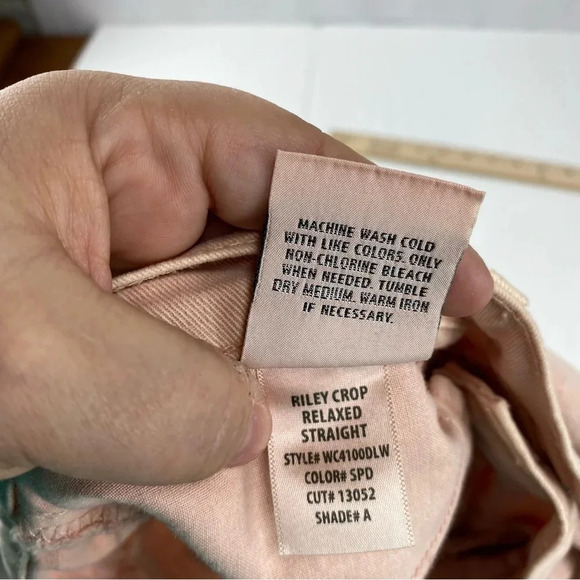 MACHINE WASH COLD
WITH LIKE COLORS. ONLY
NON-CHLORINE BLEACH
WHEN NEEDED. TUMBLE
DRY MEDIUM. WARM IRON
IF NECESSARY.
RILEY CROP
RELAXED
STRAIGHT
STYLE# WC4100DLW
COLOR# SPD
CUT# 13052
SHADE# A